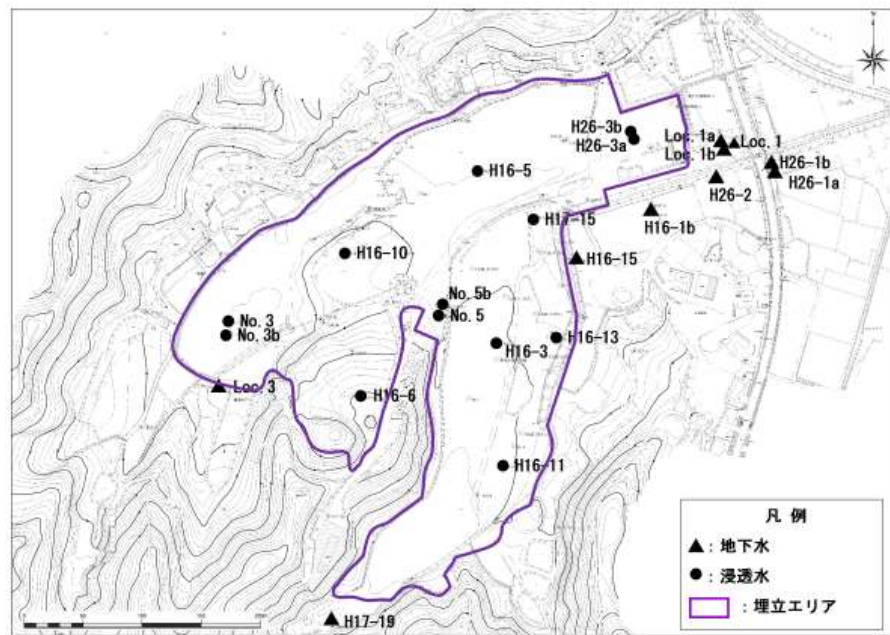 H26-3b
H26-3a
Loc. 1a
Loc. 1
Loc. 1b
H26-1b
H26-1a
H26-2
H16-5
H16-1b
H17-15
H16-10
H16-15
No. 5b
No. 5
No. 3
No. 3b
H16-13
H16-3
Loc. 3
H16-6
H16-11
H17-19
凡 例
▲：地下水
●：浸透水
：埋立エリア